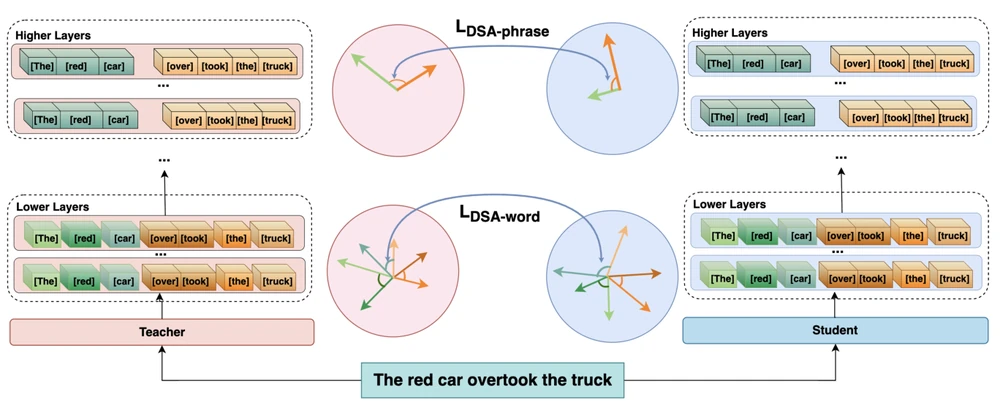 Higher Layers
[The] [red] [car] [over] [took] [the] [truck]
...
[The] [red] [car] [over] [took] [the] [truck]
...
Lower Layers
[The] [red] [car] [over] [took] [the] [truck]
...
[The] [red] [car] [over] [took] [the] [truck]
Teacher
LDSA-phrase
LDSA-word
Higher Layers
[The] [red] [car] [over] [took] [the] [truck]
...
[The] [red] [car] [over] [took] [the] [truck]
...
Lower Layers
[The] [red] [car] [over] [took] [the] [truck]
...
[The] [red] [car] [over] [took] [the] [truck]
Student
The red car overtook the truck